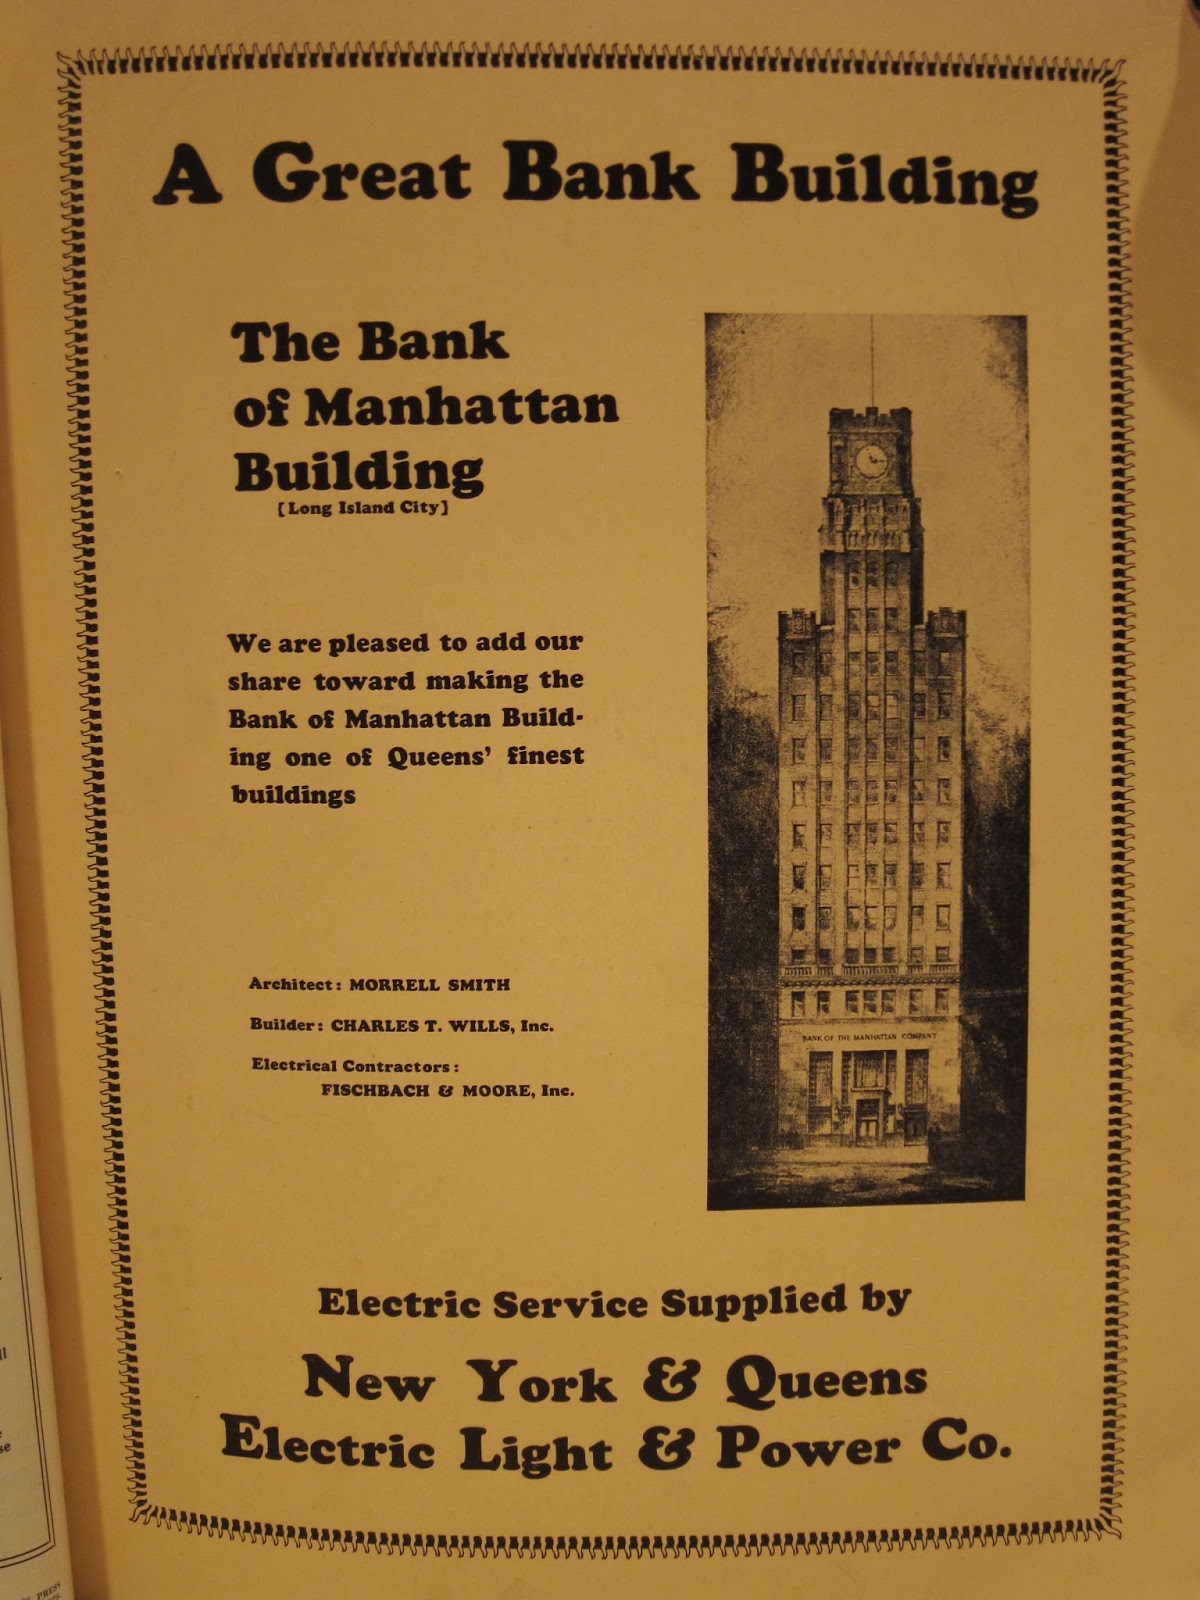 A Great Bank Building
The Bank
of Manhattan
Building
[Long Island City]
We are pleased to add our
share toward making the
Bank of Manhattan Build-
ing one of Queens' finest
buildings
Architect: MORRELL SMITH
Builder: CHARLES T. WILLS, Inc.
Electrical Contractors:
FISCHBACH & MOORE, Inc.
BANK OF THE MANHATTAN COMPANY
Electric Service Supplied by
New York & Queens
Electric Light & Power Co.
PRESS